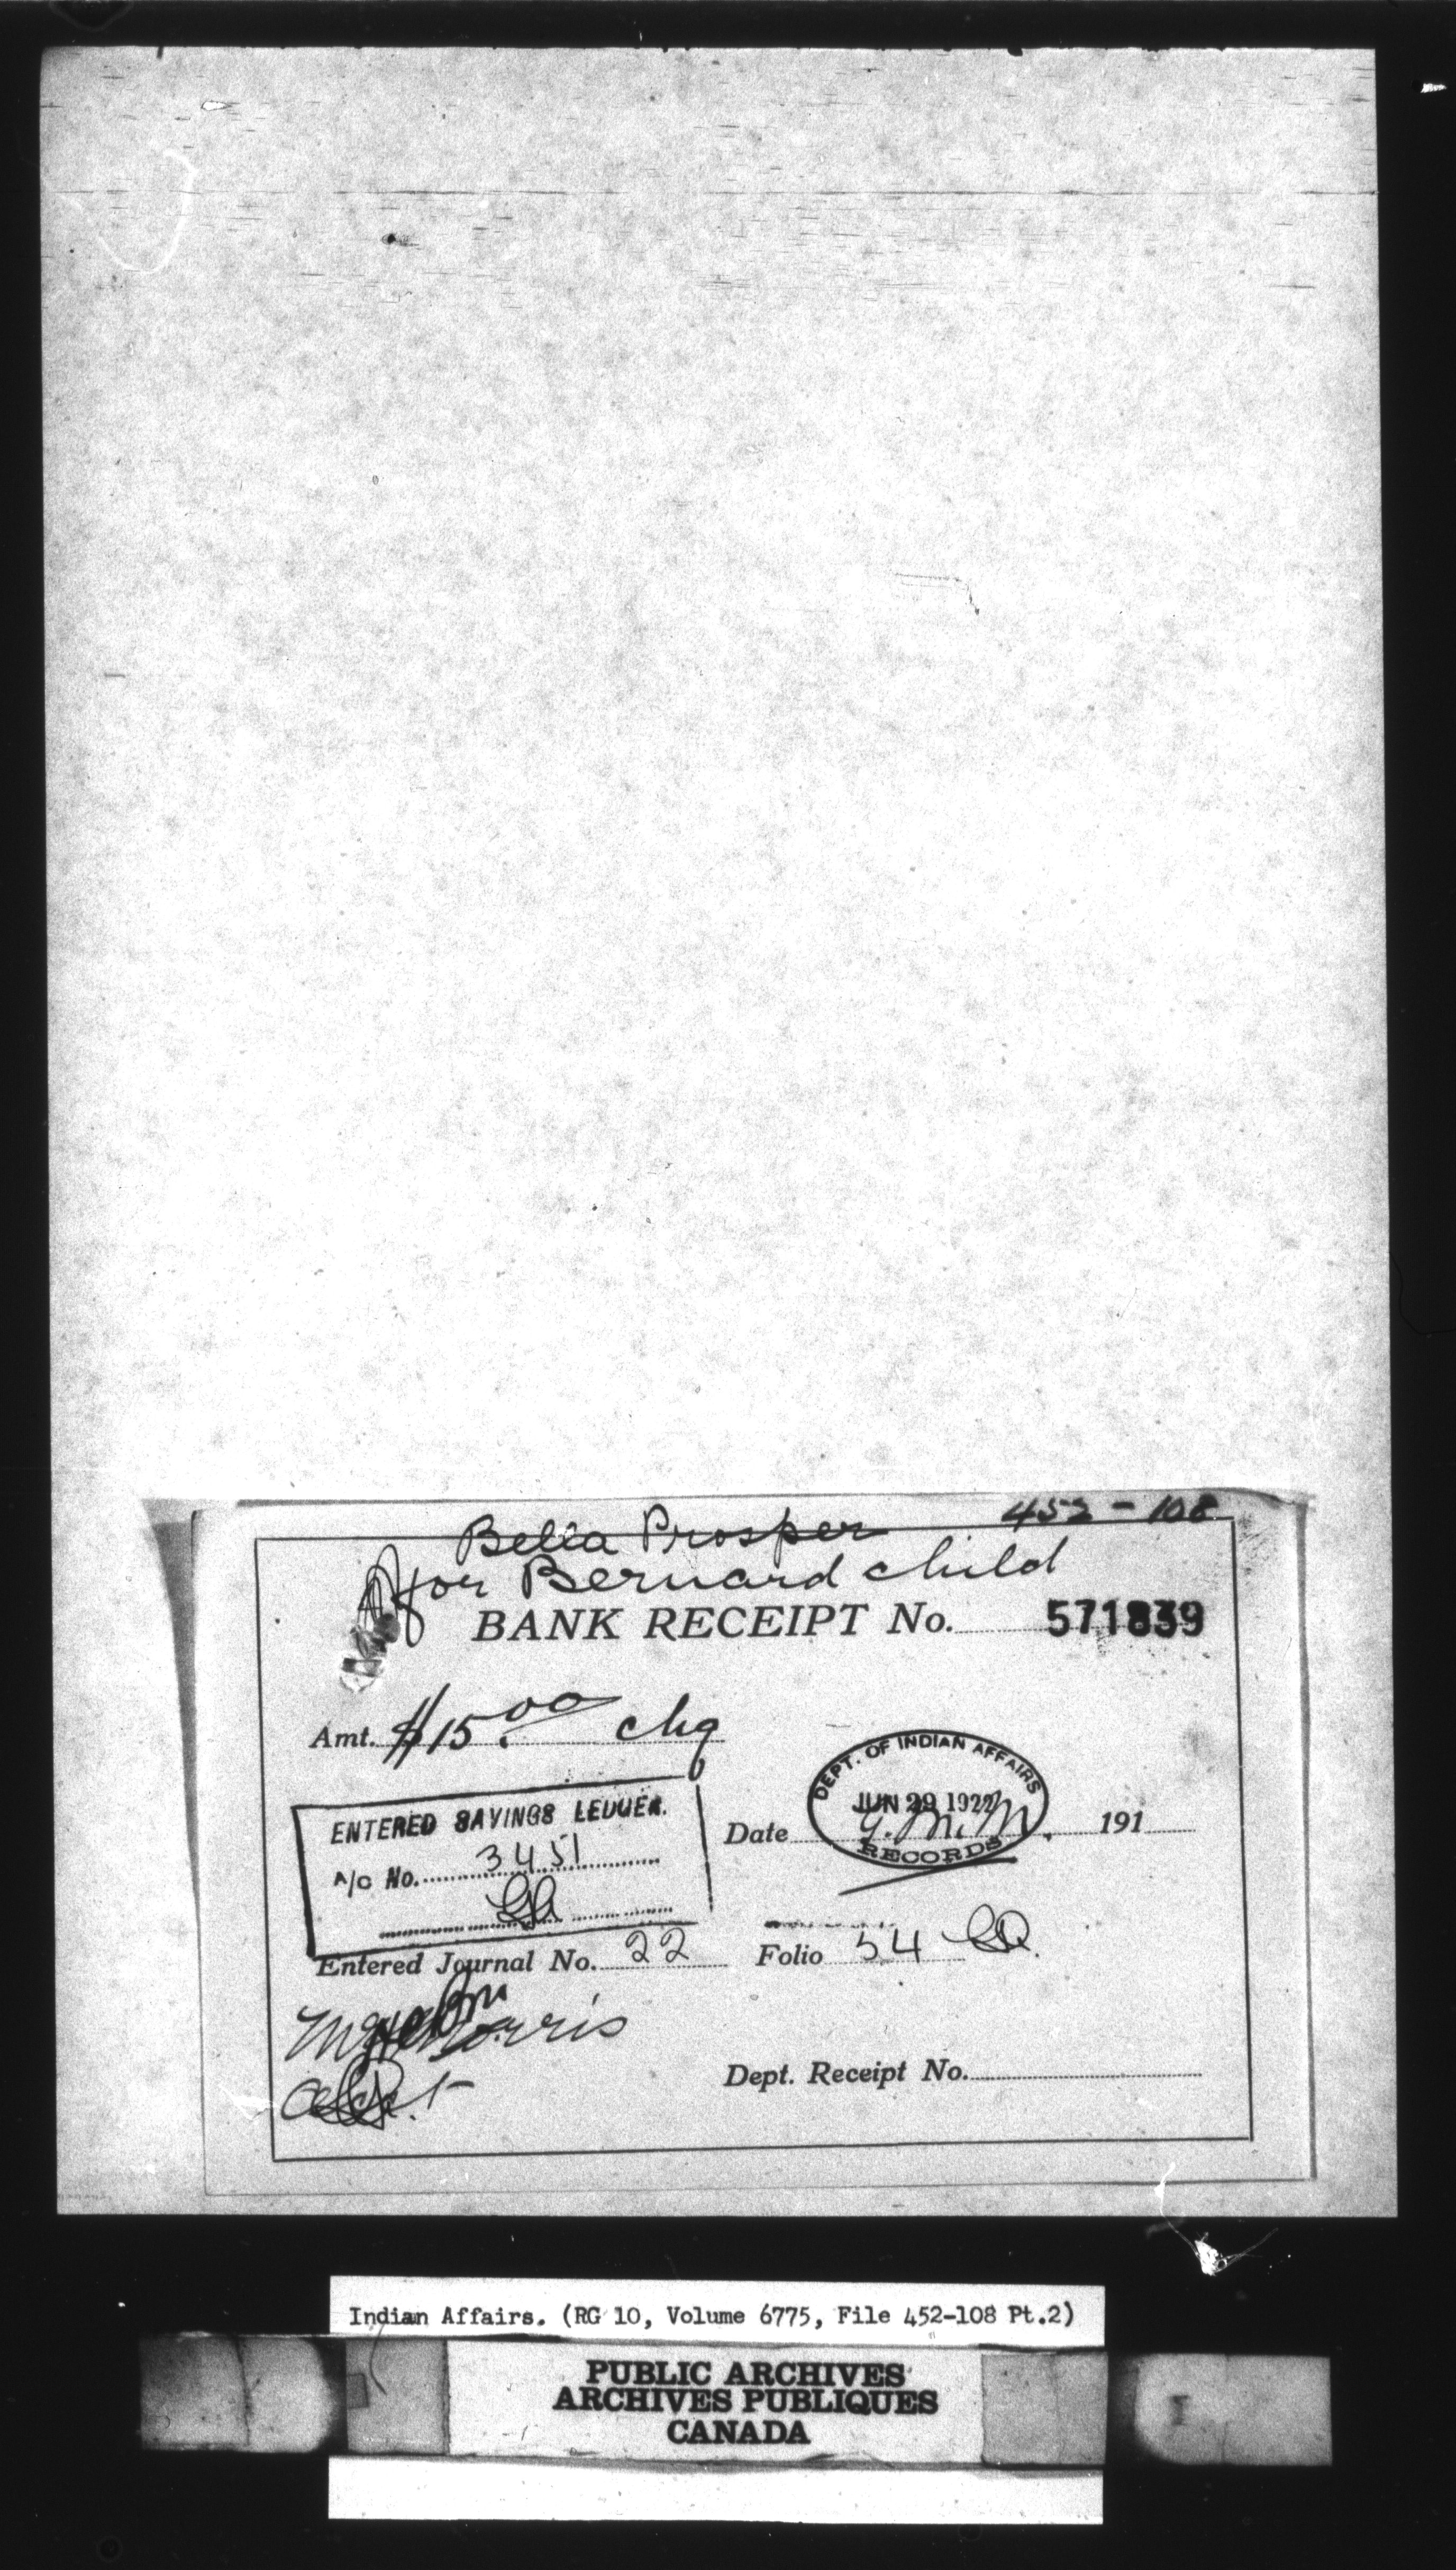 452-108
Bella Prosper
for Bernard child
BANK RECEIPT No. 571839
Amt. $15.00 chq
DEPT. OF INDIAN AFFAIRS
JUN 29 1922
RECORDS
Date 191
ENTERED SAVINGS LEDGER.
A/C No. 3451
Entered Journal No. 22 Folio 54
Morris
Dept. Receipt No.
Indian Affairs. (RG 10, Volume 6775, File 452-108 Pt.2)
PUBLIC ARCHIVES
ARCHIVES PUBLIQUES
CANADA